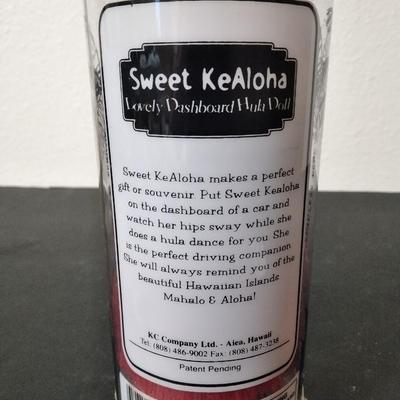 Sweet KeAloha
Lovely Dashboard Hula Doll
Sweet KeAloha makes a perfect
gift or souvenir. Put Sweet Kealoha
on the dashboard of a car and
watch her hips sway while she
does a hula dance for you. She
is the perfect driving companion.
She will always remind you of the
beautiful Hawaiian Islands
Mahalo & Aloha!
KC Company Ltd. - Aiea, Hawaii
Tel: (808) 486-9002 Fax: (808) 487-3238
Patent Pending